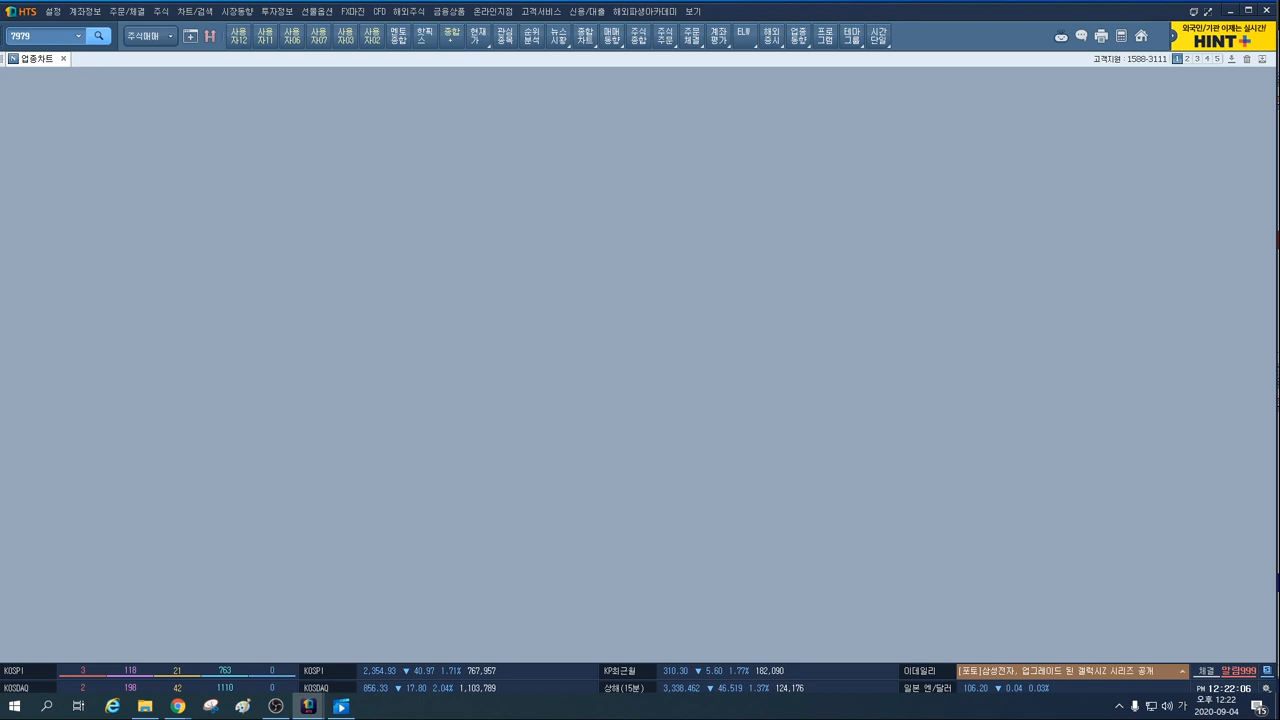 HTS 설정 계좌정보 주문/체결 주식 차트/검색 시장동향 투자정보 선물옵션 FX마진 CFD 해외주식 금융상품 온라인지점 고객서비스 신용/대출 해외파생아카데미 보기
7979 주식매매 사용자12 사용자11 사용자06 사용자07 사용자03 사용자02 멘토종합 핫픽스 종합+ 현재가 관심종목 순환분석 뉴스시황 종합차트 매매동향 주식종합 주식주문 주문체결 계좌평가 ELW 해외증시 업종동향 프로그램 테마그룹 시간단일
외국인/기관 이제는 실시간!
HINT+
N 업종차트 고객지원 : 1588-3111 1 2 3 4 5
KOSPI 3 118 21 763 0 KOSPI 2,354.93 ▼ 40.97 1.71% 767,957 KP최근월 310.30 ▼ 5.60 1.77% 182,090 이데일리 [포토]삼성전자, 업그레이드 된 갤럭시Z 시리즈 공개 체결 알림999
KOSDAQ 2 198 42 1110 0 KOSDAQ 856.33 ▼ 17.80 2.04% 1,103,789 상해(15분) 3,338.462 ▼ 46.519 1.37% 124,176 일본 엔/달러 106.20 ▼ 0.04 0.03% PM 12:22:06
가 오후 12:22
2020-09-04 15